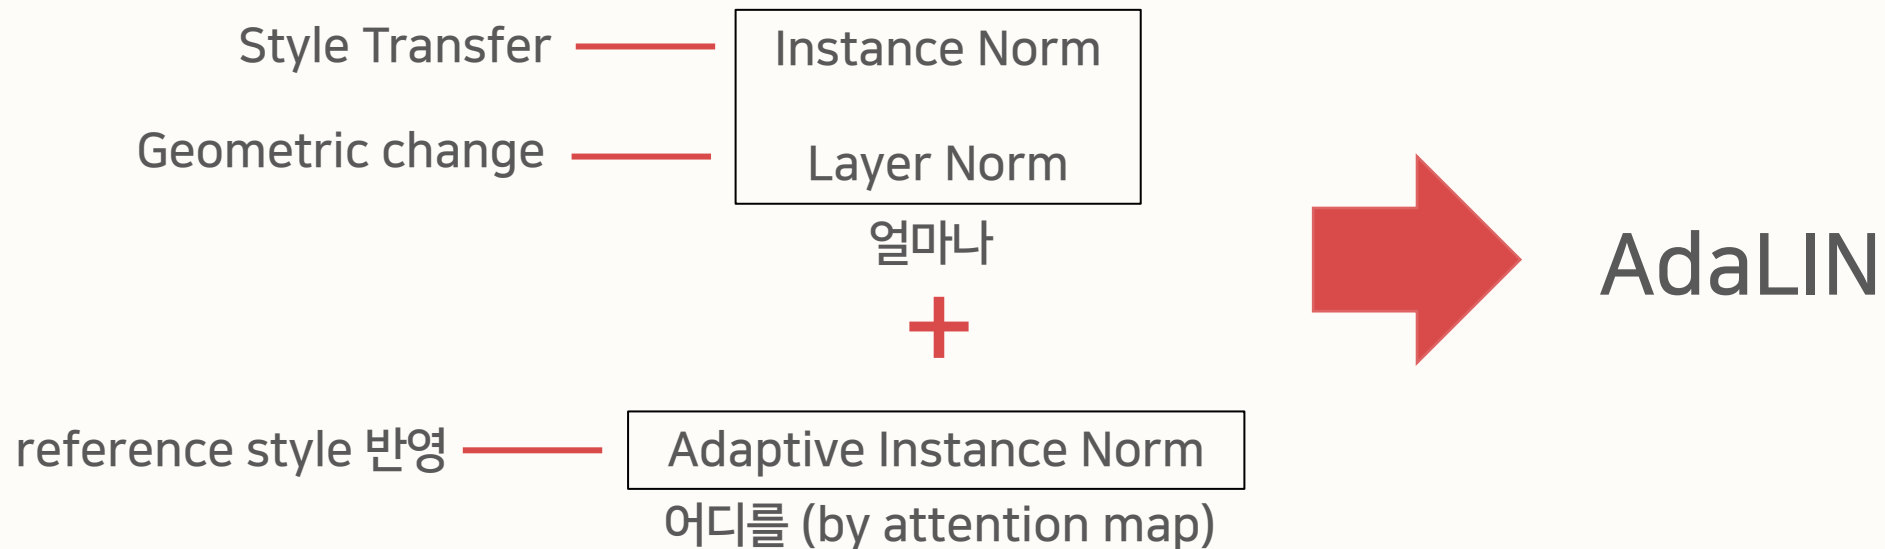 Style Transfer
Instance Norm
Geometric change
Layer Norm
얼마나
+
AdaLIN
reference style 반영
Adaptive Instance Norm
어디를 (by attention map)